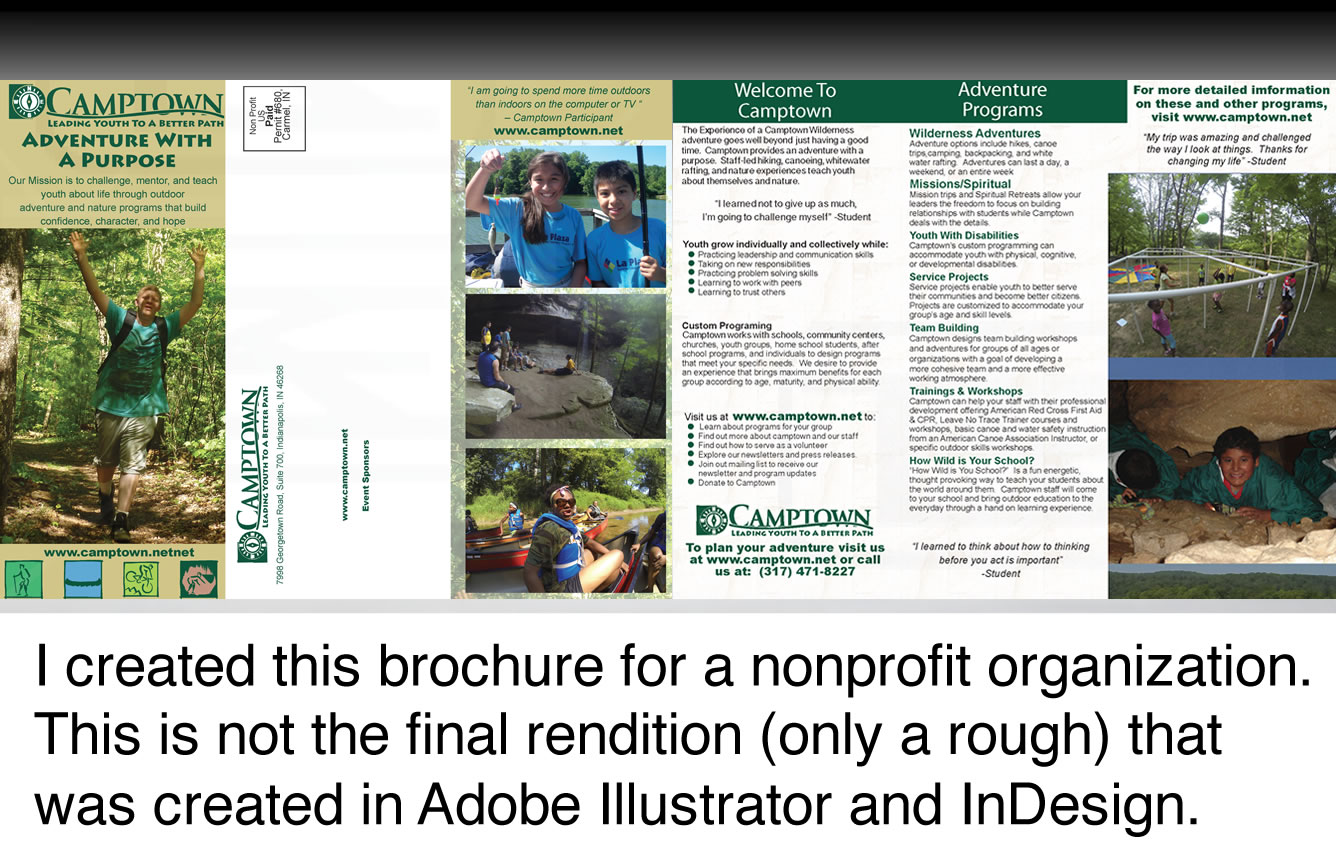 CAMPTOWN
LEADING YOUTH TO A BETTER PATH
ADVENTURE WITH
A PURPOSE
Our Mission is to challenge, mentor, and teach
youth about life through outdoor
adventure and nature programs that build
confidence, character, and hope
www.camptown.netnet
Non Profit
US
Paid
Permit #680,
Carmel, IN
CAMPTOWN
LEADING YOUTH TO A BETTER PATH
7998 Georgetown Road, Suite 700, Indianapolis, IN 46268
www.camptown.net
Event Sponsors
"I am going to spend more time outdoors
than indoors on the computer or TV "
– Camptown Participant
www.camptown.net
La Plaza
La Pla
Welcome To
Camptown
The Experience of a Camptown Wilderness
adventure goes well beyond just having a good
time. Camptown provides an adventure with a
purpose. Staff-led hiking, canoeing, whitewater
rafting, and nature experiences teach youth
about themselves and nature.
"I learned not to give up as much,
I'm going to challenge myself" -Student
Youth grow individually and collectively while:
● Practicing leadership and communication skills
● Taking on new responsibilities
● Practicing problem solving skills
● Learning to work with peers
● Learning to trust others
Custom Programing
Camptown works with schools, community centers,
churches, youth groups, home school students, after
school programs, and individuals to design programs
that meet your specific needs. We desire to provide
an experience that brings maximum benefits for each
group according to age, maturity, and physical ability.
Visit us at www.camptown.net to:
● Learn about programs for your group
● Find out more about camptown and our staff
● Find out how to serve as a volunteer
● Explore our newsletters and press releases.
● Join out mailing list to receive our
newsletter and program updates
● Donate to Camptown
CAMPTOWN
LEADING YOUTH TO A BETTER PATH
To plan your adventure visit us
at www.camptown.net or call
us at: (317) 471-8227
Adventure
Programs
Wilderness Adventures
Adventure options include hikes, canoe
trips,camping, backpacking, and white
water rafting. Adventures can last a day, a
weekend, or an entire week
Missions/Spiritual
Mission trips and Spiritual Retreats allow your
leaders the freedom to focus on building
relationships with students while Camptown
deals with the details.
Youth With Disabilities
Camptown's custom programming can
accommodate youth with physical, cognitive,
or developmental disabilities.
Service Projects
Service projects enable youth to better serve
their communities and become better citizens.
Projects are customized to accommodate your
group's age and skill levels.
Team Building
Camptown designs team building workshops
and adventures for groups of all ages or
organizations with a goal of developing a
more cohesive team and a more effective
working atmosphere.
Trainings & Workshops
Camptown can help your staff with their professional
development offering American Red Cross First Aid
& CPR, Leave No Trace Trainer courses and
workshops, basic canoe and water safety instruction
from an American Canoe Association Instructor, or
specific outdoor skills workshops.
How Wild is Your School?
"How Wild is You School?" Is a fun energetic,
thought provoking way to teach your students about
the world around them. Camptown staff will come
to your school and bring outdoor education to the
everyday through a hand on learning experience.
"I learned to think about how to thinking
before you act is important"
-Student
For more detailed imformation
on these and other programs,
visit www.camptown.net
"My trip was amazing and challenged
the way I look at things. Thanks for
changing my life" -Student
I created this brochure for a nonprofit organization.
This is not the final rendition (only a rough) that
was created in Adobe Illustrator and InDesign.